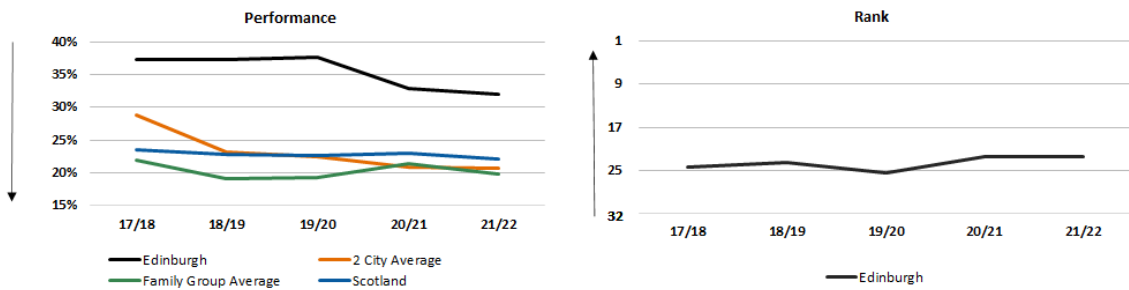 Performance
40%
35%
30%
25%
20%
15%
17/18 18/19 19/20 20/21 21/22
Edinburgh 2 City Average
Family Group Average Scotland
Rank
1
9
17
25
32
17/18 18/19 19/20 20/21 21/22
Edinburgh